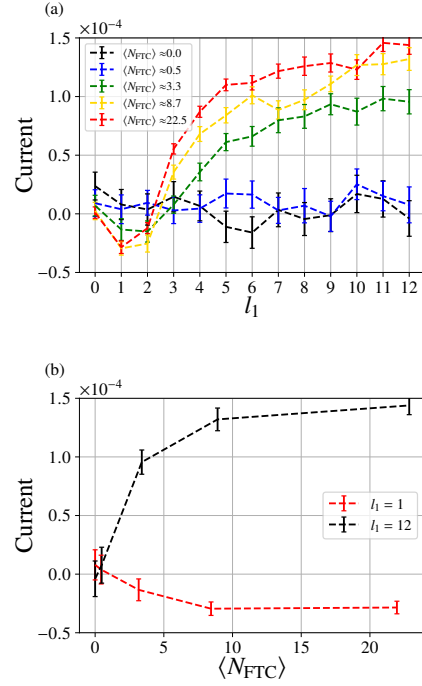 (a)
×10⁻⁴
1.5
1.0
0.5
0.0
−0.5
Current
⟨N_FTC⟩ ≈0.0
⟨N_FTC⟩ ≈0.5
⟨N_FTC⟩ ≈3.3
⟨N_FTC⟩ ≈8.7
⟨N_FTC⟩ ≈22.5
0 1 2 3 4 5 6 7 8 9 10 11 12
l₁
(b)
×10⁻⁴
1.5
1.0
0.5
0.0
−0.5
Current
l₁ = 1
l₁ = 12
0 5 10 15 20
⟨N_FTC⟩